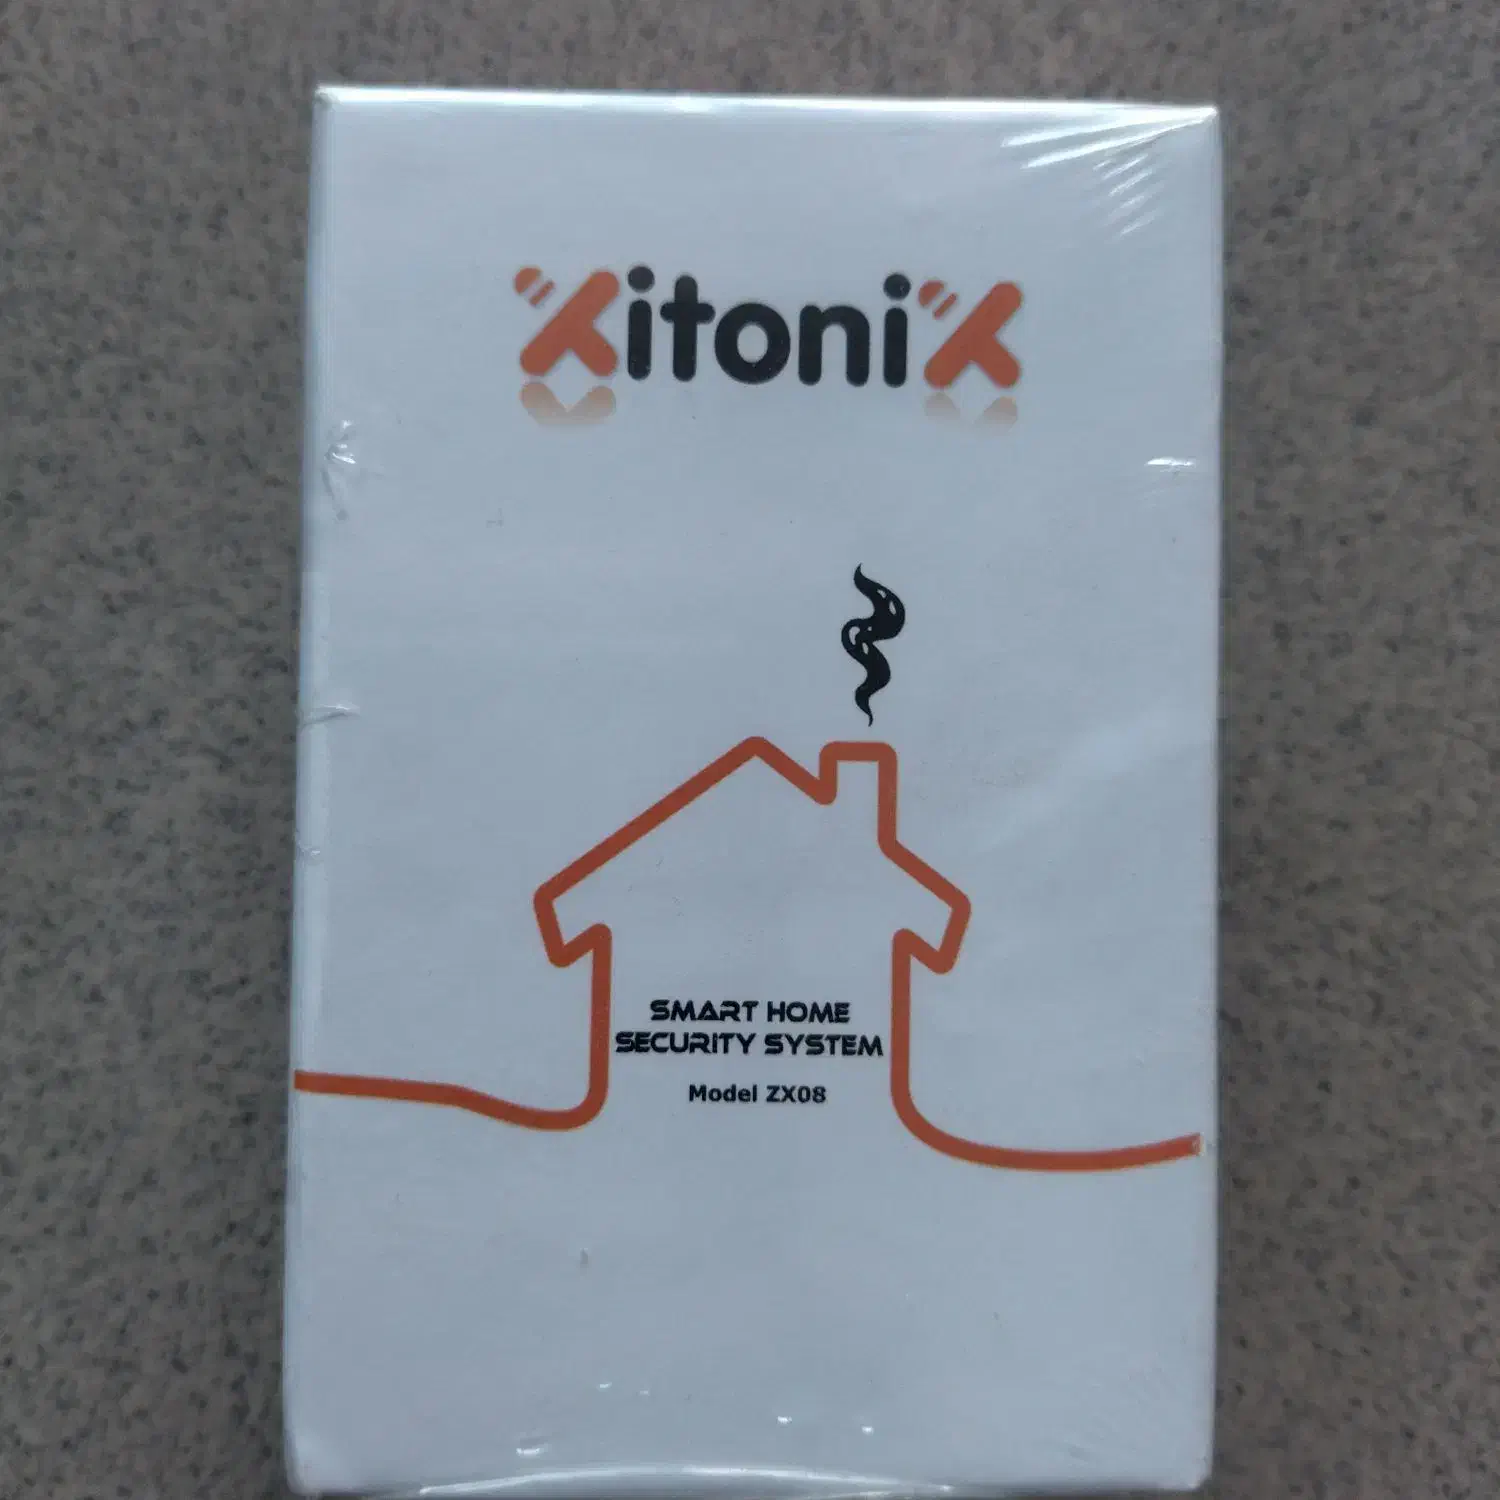 Xitonix
SMART HOME
SECURITY SYSTEM
Model ZX08